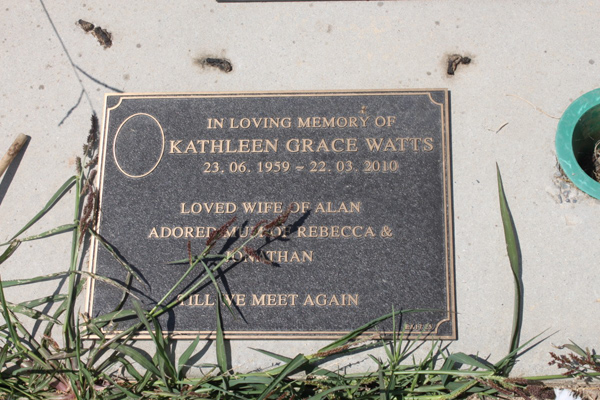 IN LOVING MEMORY OF
KATHLEEN GRACE WATTS
23. 06. 1959 – 22. 03. 2010
LOVED WIFE OF ALAN
ADORED MUM OF REBECCA &
JONATHAN
TILL WE MEET AGAIN